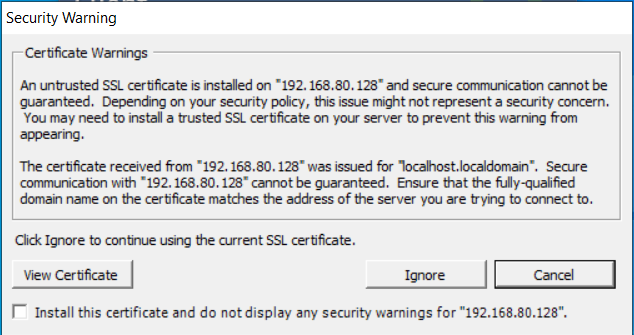 Security Warning
Certificate Warnings
An untrusted SSL certificate is installed on "192.168.80.128" and secure communication cannot be
guaranteed. Depending on your security policy, this issue might not represent a security concern.
You may need to install a trusted SSL certificate on your server to prevent this warning from
appearing.
The certificate received from "192.168.80.128" was issued for "localhost.localdomain". Secure
communication with "192.168.80.128" cannot be guaranteed. Ensure that the fully-qualified
domain name on the certificate matches the address of the server you are trying to connect to.
Click Ignore to continue using the current SSL certificate.
View Certificate
Ignore
Cancel
Install this certificate and do not display any security warnings for "192.168.80.128".